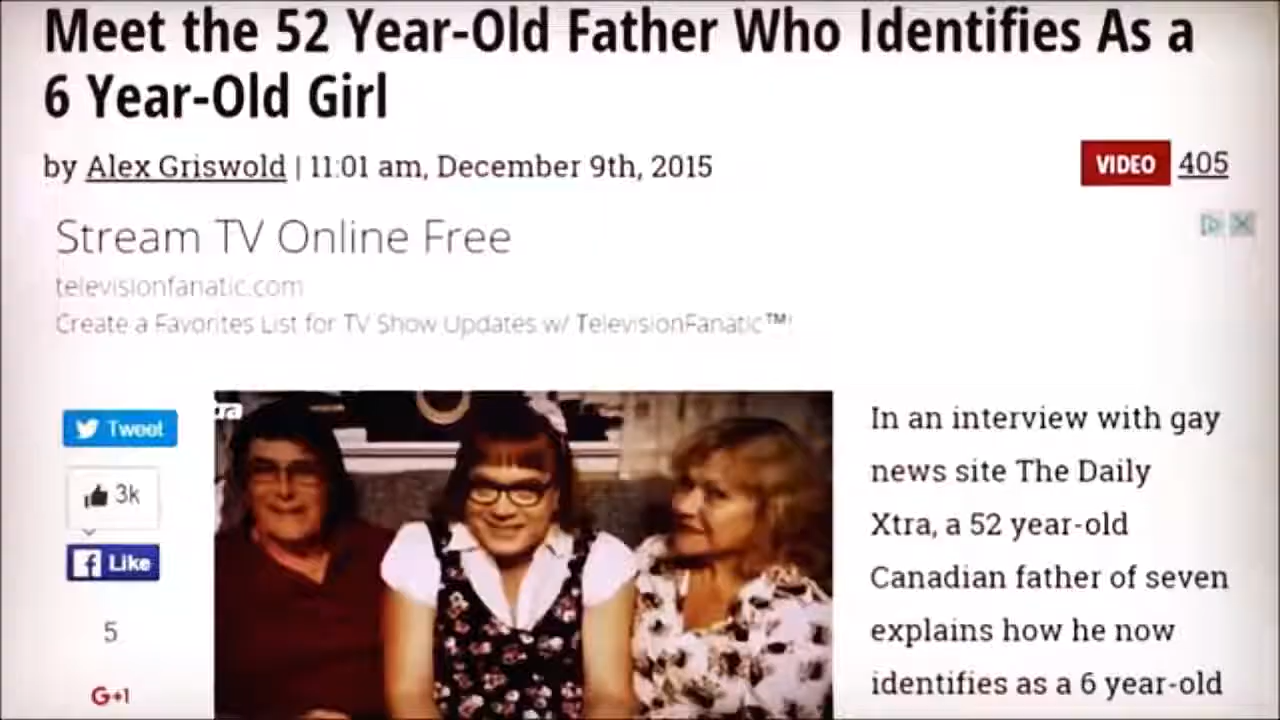 Meet the 52 Year-Old Father Who Identifies As a
6 Year-Old Girl
by Alex Griswold | 11:01 am, December 9th, 2015
VIDEO 405
Stream TV Online Free
televisionfanatic.com
Create a Favorites List for TV Show Updates w/ TelevisionFanatic™!
Tweet
3k
Like
5
G+1
tra
In an interview with gay
news site The Daily
Xtra, a 52 year-old
Canadian father of seven
explains how he now
identifies as a 6 year-old